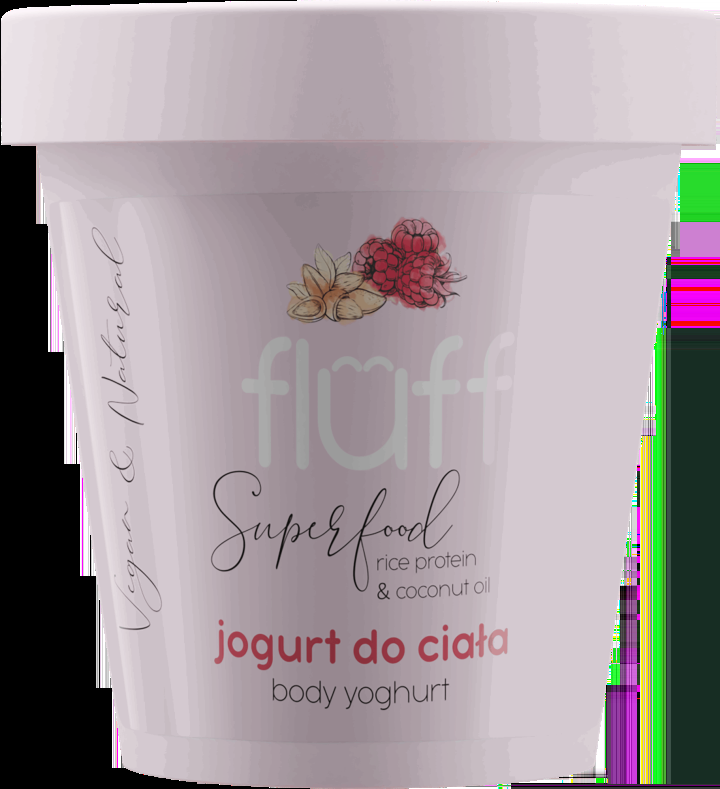 Vegan & Natural
fluff
Superfood
rice protein
& coconut oil
jogurt do ciała
body yoghurt